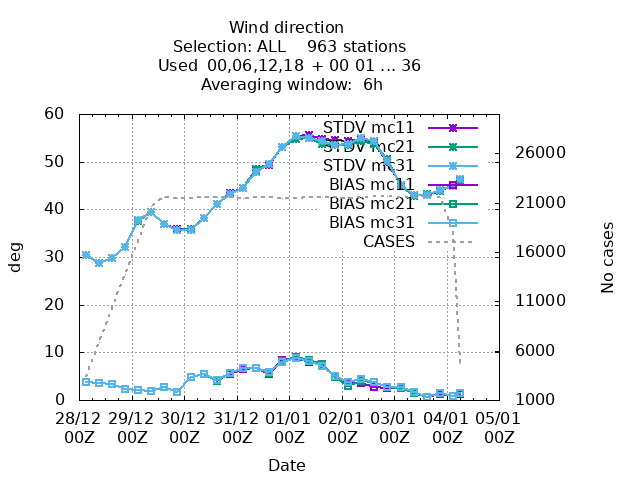 Wind direction
Selection: ALL    963 stations
Used  00,06,12,18 + 00 01 ... 36
Averaging window:  6h
60
50
40
30
20
10
0
deg
STDV mc11
STDV mc21
STDV mc31
BIAS mc11
BIAS mc21
BIAS mc31
CASES
26000
21000
16000
11000
6000
1000
No cases
28/12 29/12 30/12 31/12 01/01 02/01 03/01 04/01 05/01
00Z 00Z 00Z 00Z 00Z 00Z 00Z 00Z 00Z
Date